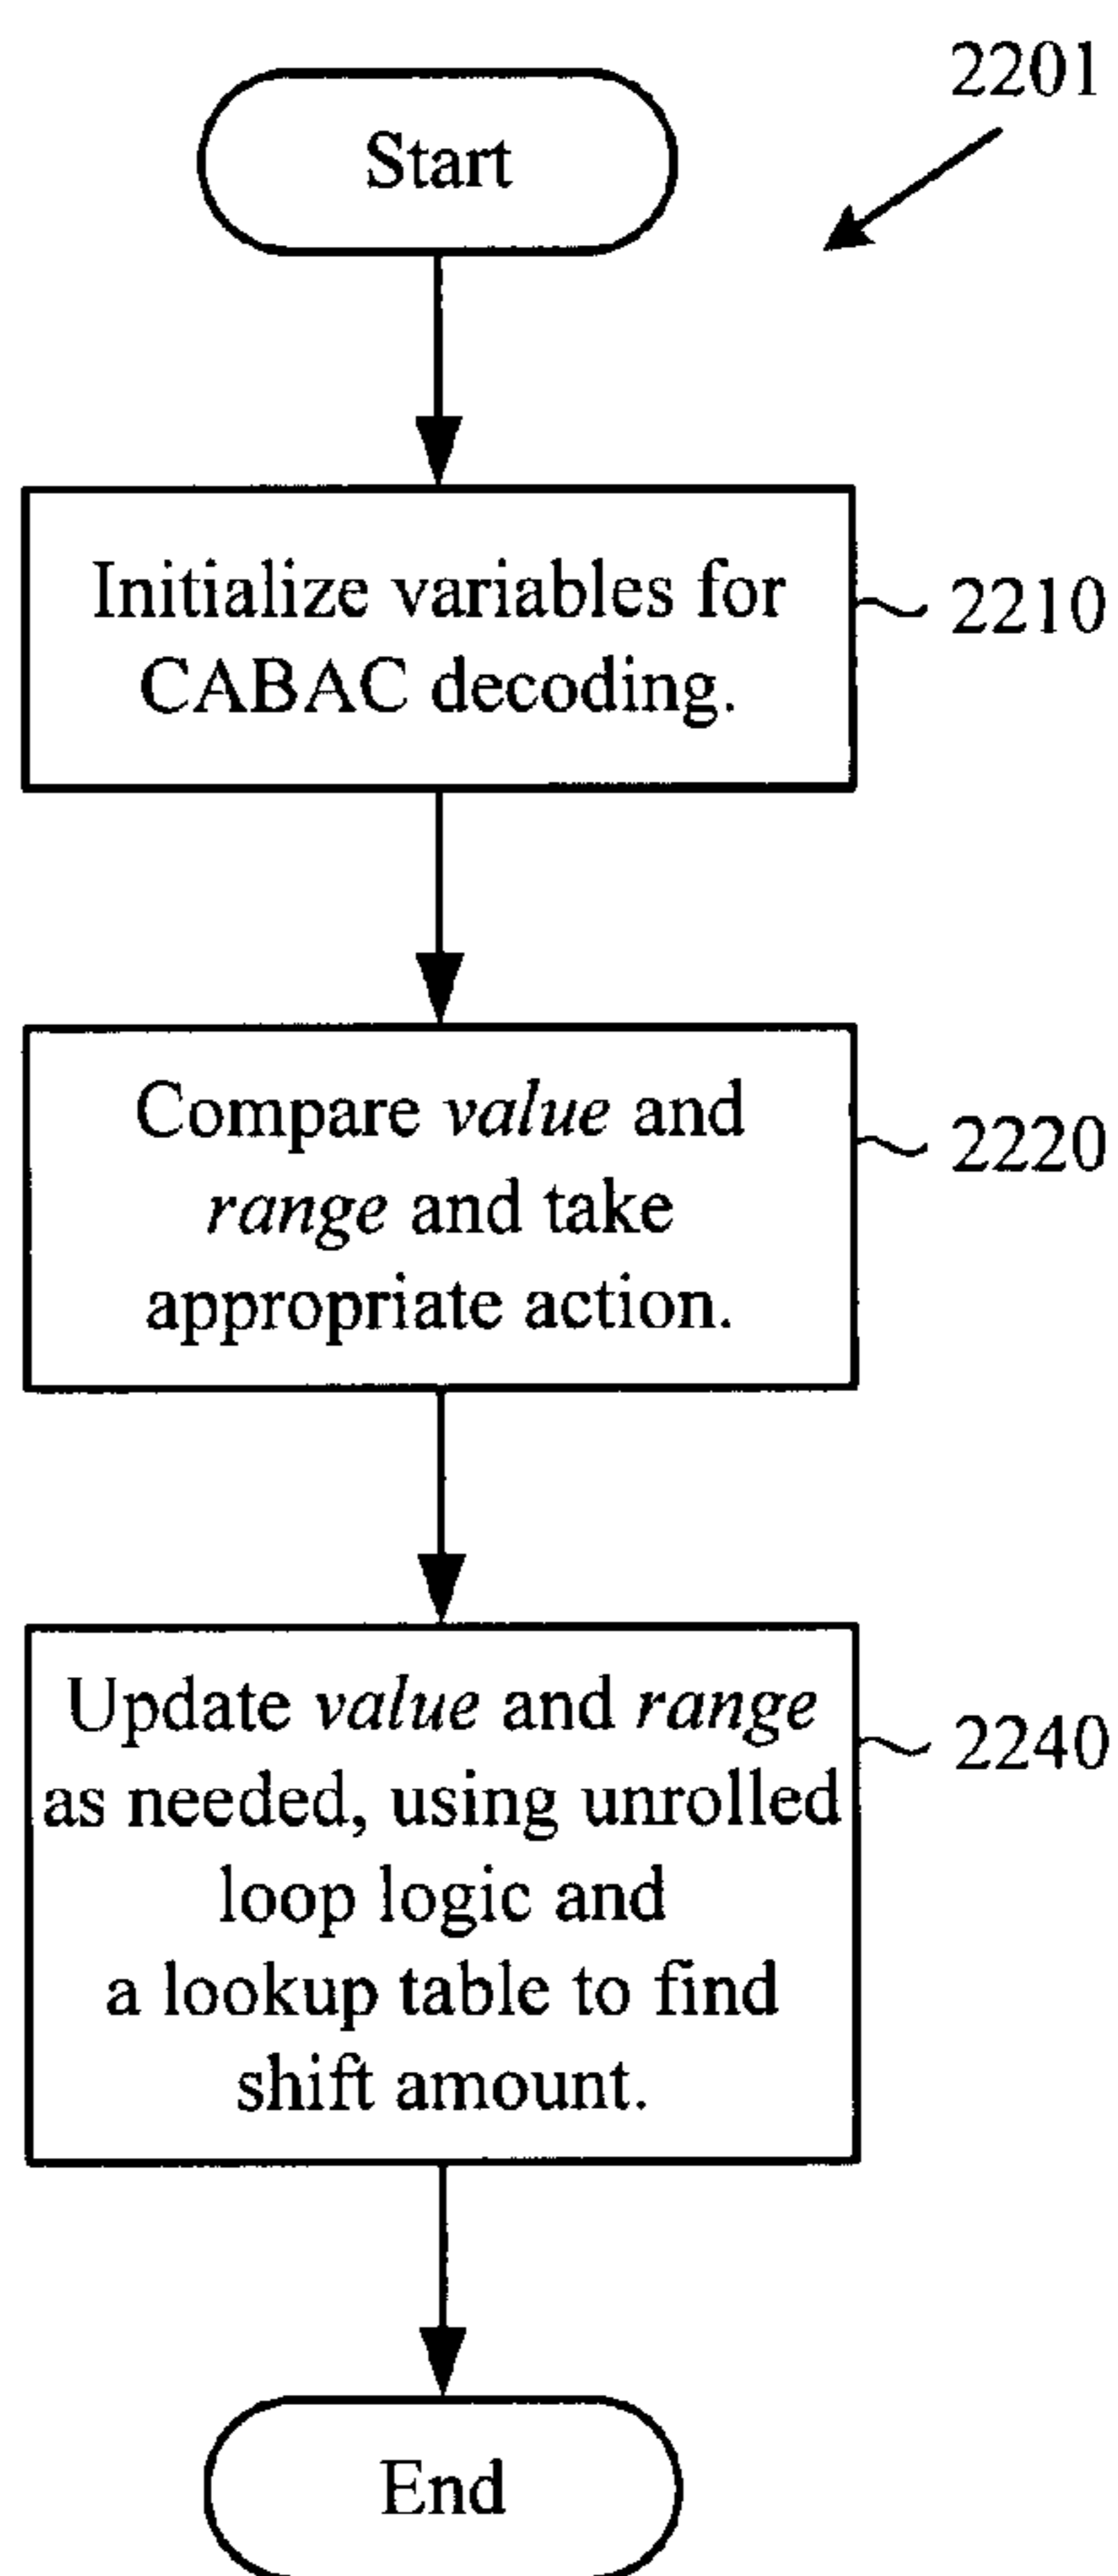 2201
Start
Initialize variables for
CABAC decoding.
2210
Compare value and
range and take
appropriate action.
2220
Update value and range
as needed, using unrolled
loop logic and
a lookup table to find
shift amount.
2240
End